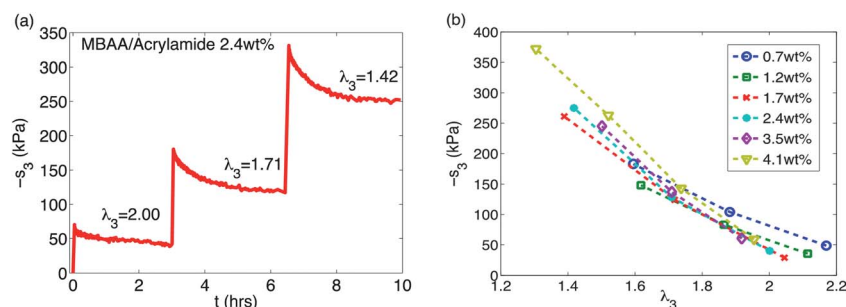 (a)
350
300
250
200
150
100
50
0
−s₃ (kPa)
MBAA/Acrylamide 2.4wt%
λ₃=2.00
λ₃=1.71
λ₃=1.42
0 2 4 6 8 10
t (hrs)
(b)
400
350
300
250
200
150
100
50
0
−s₃ (kPa)
0.7wt%
1.2wt%
1.7wt%
2.4wt%
3.5wt%
4.1wt%
1.2 1.4 1.6 1.8 2 2.2
λ₃